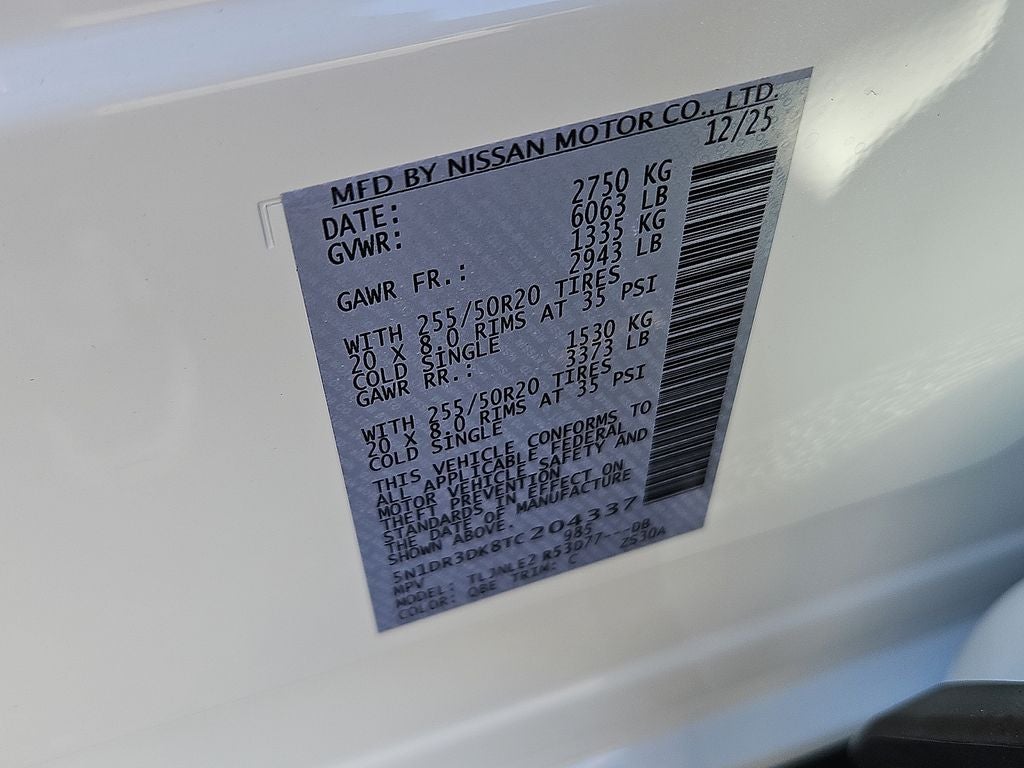 MFD BY NISSAN MOTOR CO., LTD.
DATE: 12/25
GVWR: 2750 KG
6063 LB
GAWR FR.: 1335 KG
2943 LB
WITH 255/50R20 TIRES
20 X 8.0 RIMS AT 35 PSI
COLD SINGLE
GAWR RR.: 1530 KG
3373 LB
WITH 255/50R20 TIRES
20 X 8.0 RIMS AT 35 PSI
COLD SINGLE
THIS VEHICLE CONFORMS TO
ALL APPLICABLE FEDERAL
MOTOR VEHICLE SAFETY AND
THEFT PREVENTION
STANDARDS IN EFFECT ON
THE DATE OF MANUFACTURE
SHOWN ABOVE.
5N1DR3DK8TC204337
MPV 985
MODEL: TLJNLE2 R53D77---DB
COLOR: QBE TRIM: C 2S30A